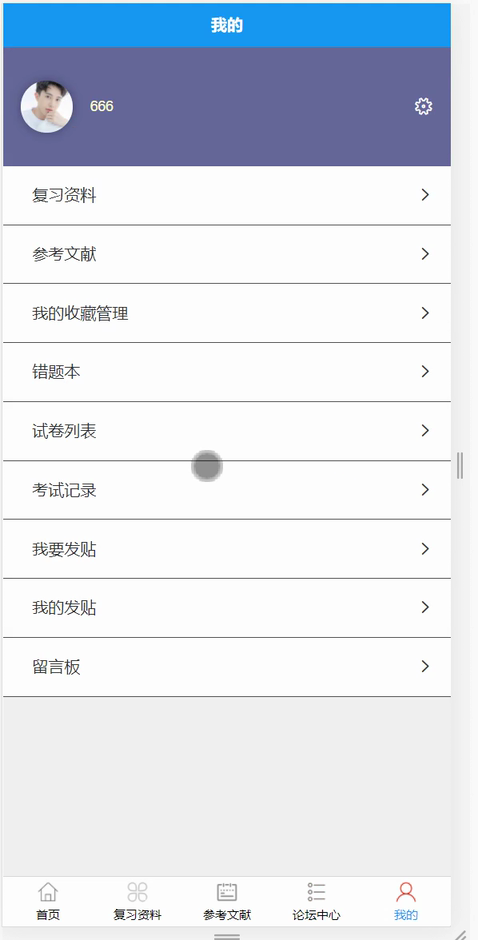 我的
666
复习资料
参考文献
我的收藏管理
错题本
试卷列表
考试记录
我要发贴
我的发贴
留言板
首页
复习资料
参考文献
论坛中心
我的